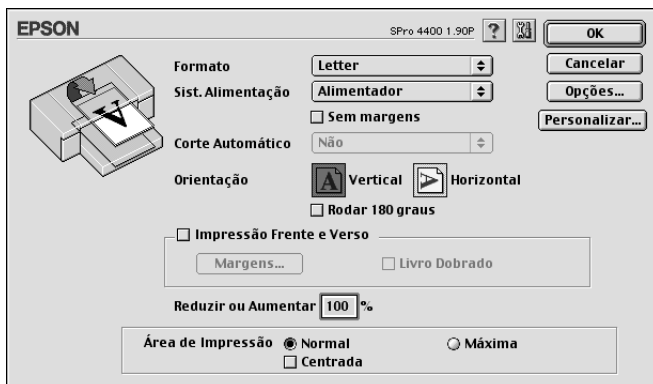 EPSON SPro 4400 1.90P ? OK
Formato Letter Cancelar
Sist. Alimentação Alimentador Opções...
Sem margens Personalizar...
Corte Automático Não
Orientação A Vertical A Horizontal
Rodar 180 graus
Impressão Frente e Verso
Margens... Livro Dobrado
Reduzir ou Aumentar 100 %
Área de Impressão Normal Máxima
Centrada